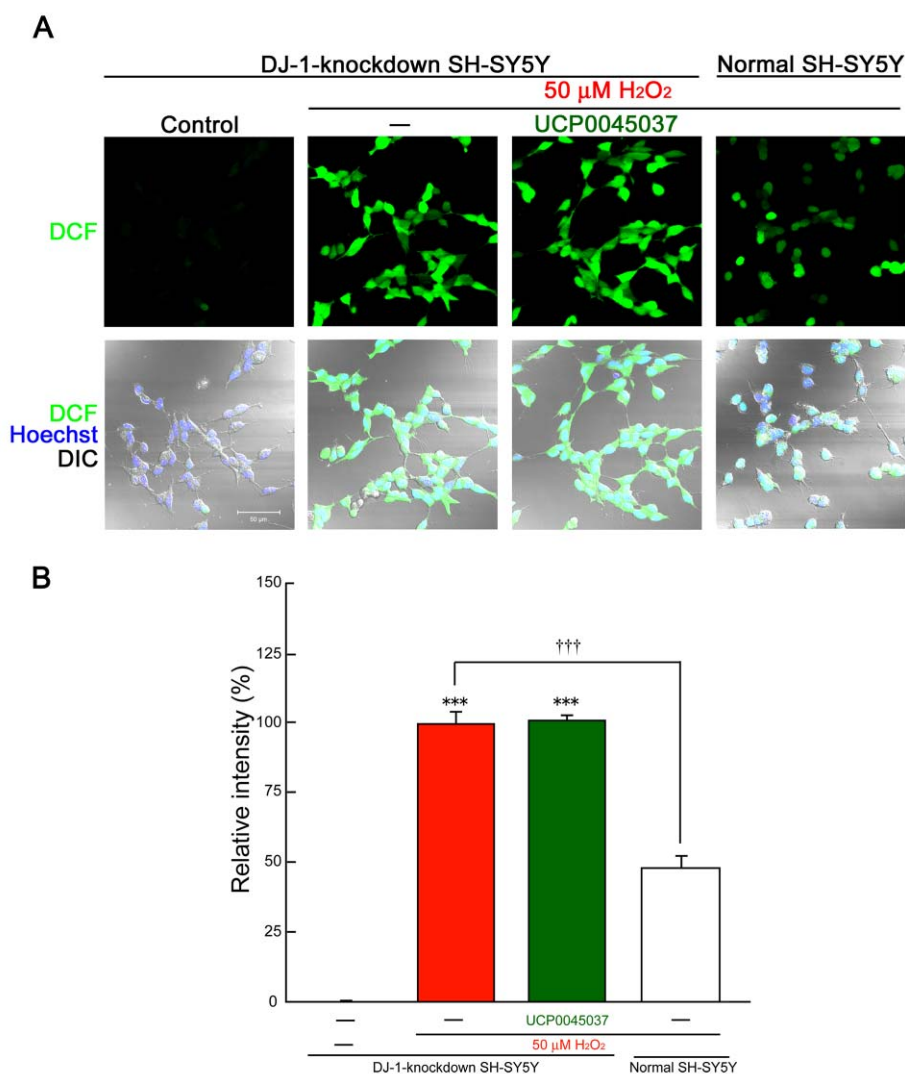 A
DJ-1-knockdown SH-SY5Y Normal SH-SY5Y
50 μM H₂O₂
Control — UCP0045037
DCF
DCF
Hoechst
DIC
50 μm
B
Relative intensity (%)
150
125
100
75
50
25
0
†††
*** ***
— — UCP0045037 —
— 50 μM H₂O₂
DJ-1-knockdown SH-SY5Y Normal SH-SY5Y